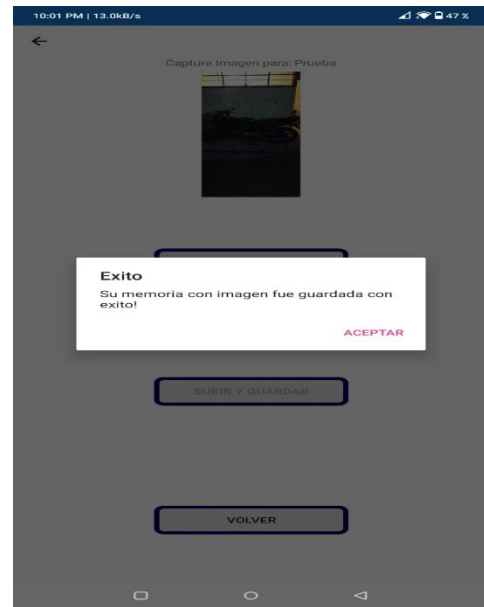 10:01 PM | 13.0kB/s 47 %
Capture Imagen para: Prueba
Exito
Su memoria con imagen fue guardada con
exito!
ACEPTAR
SUBIR Y GUARDAR
VOLVER